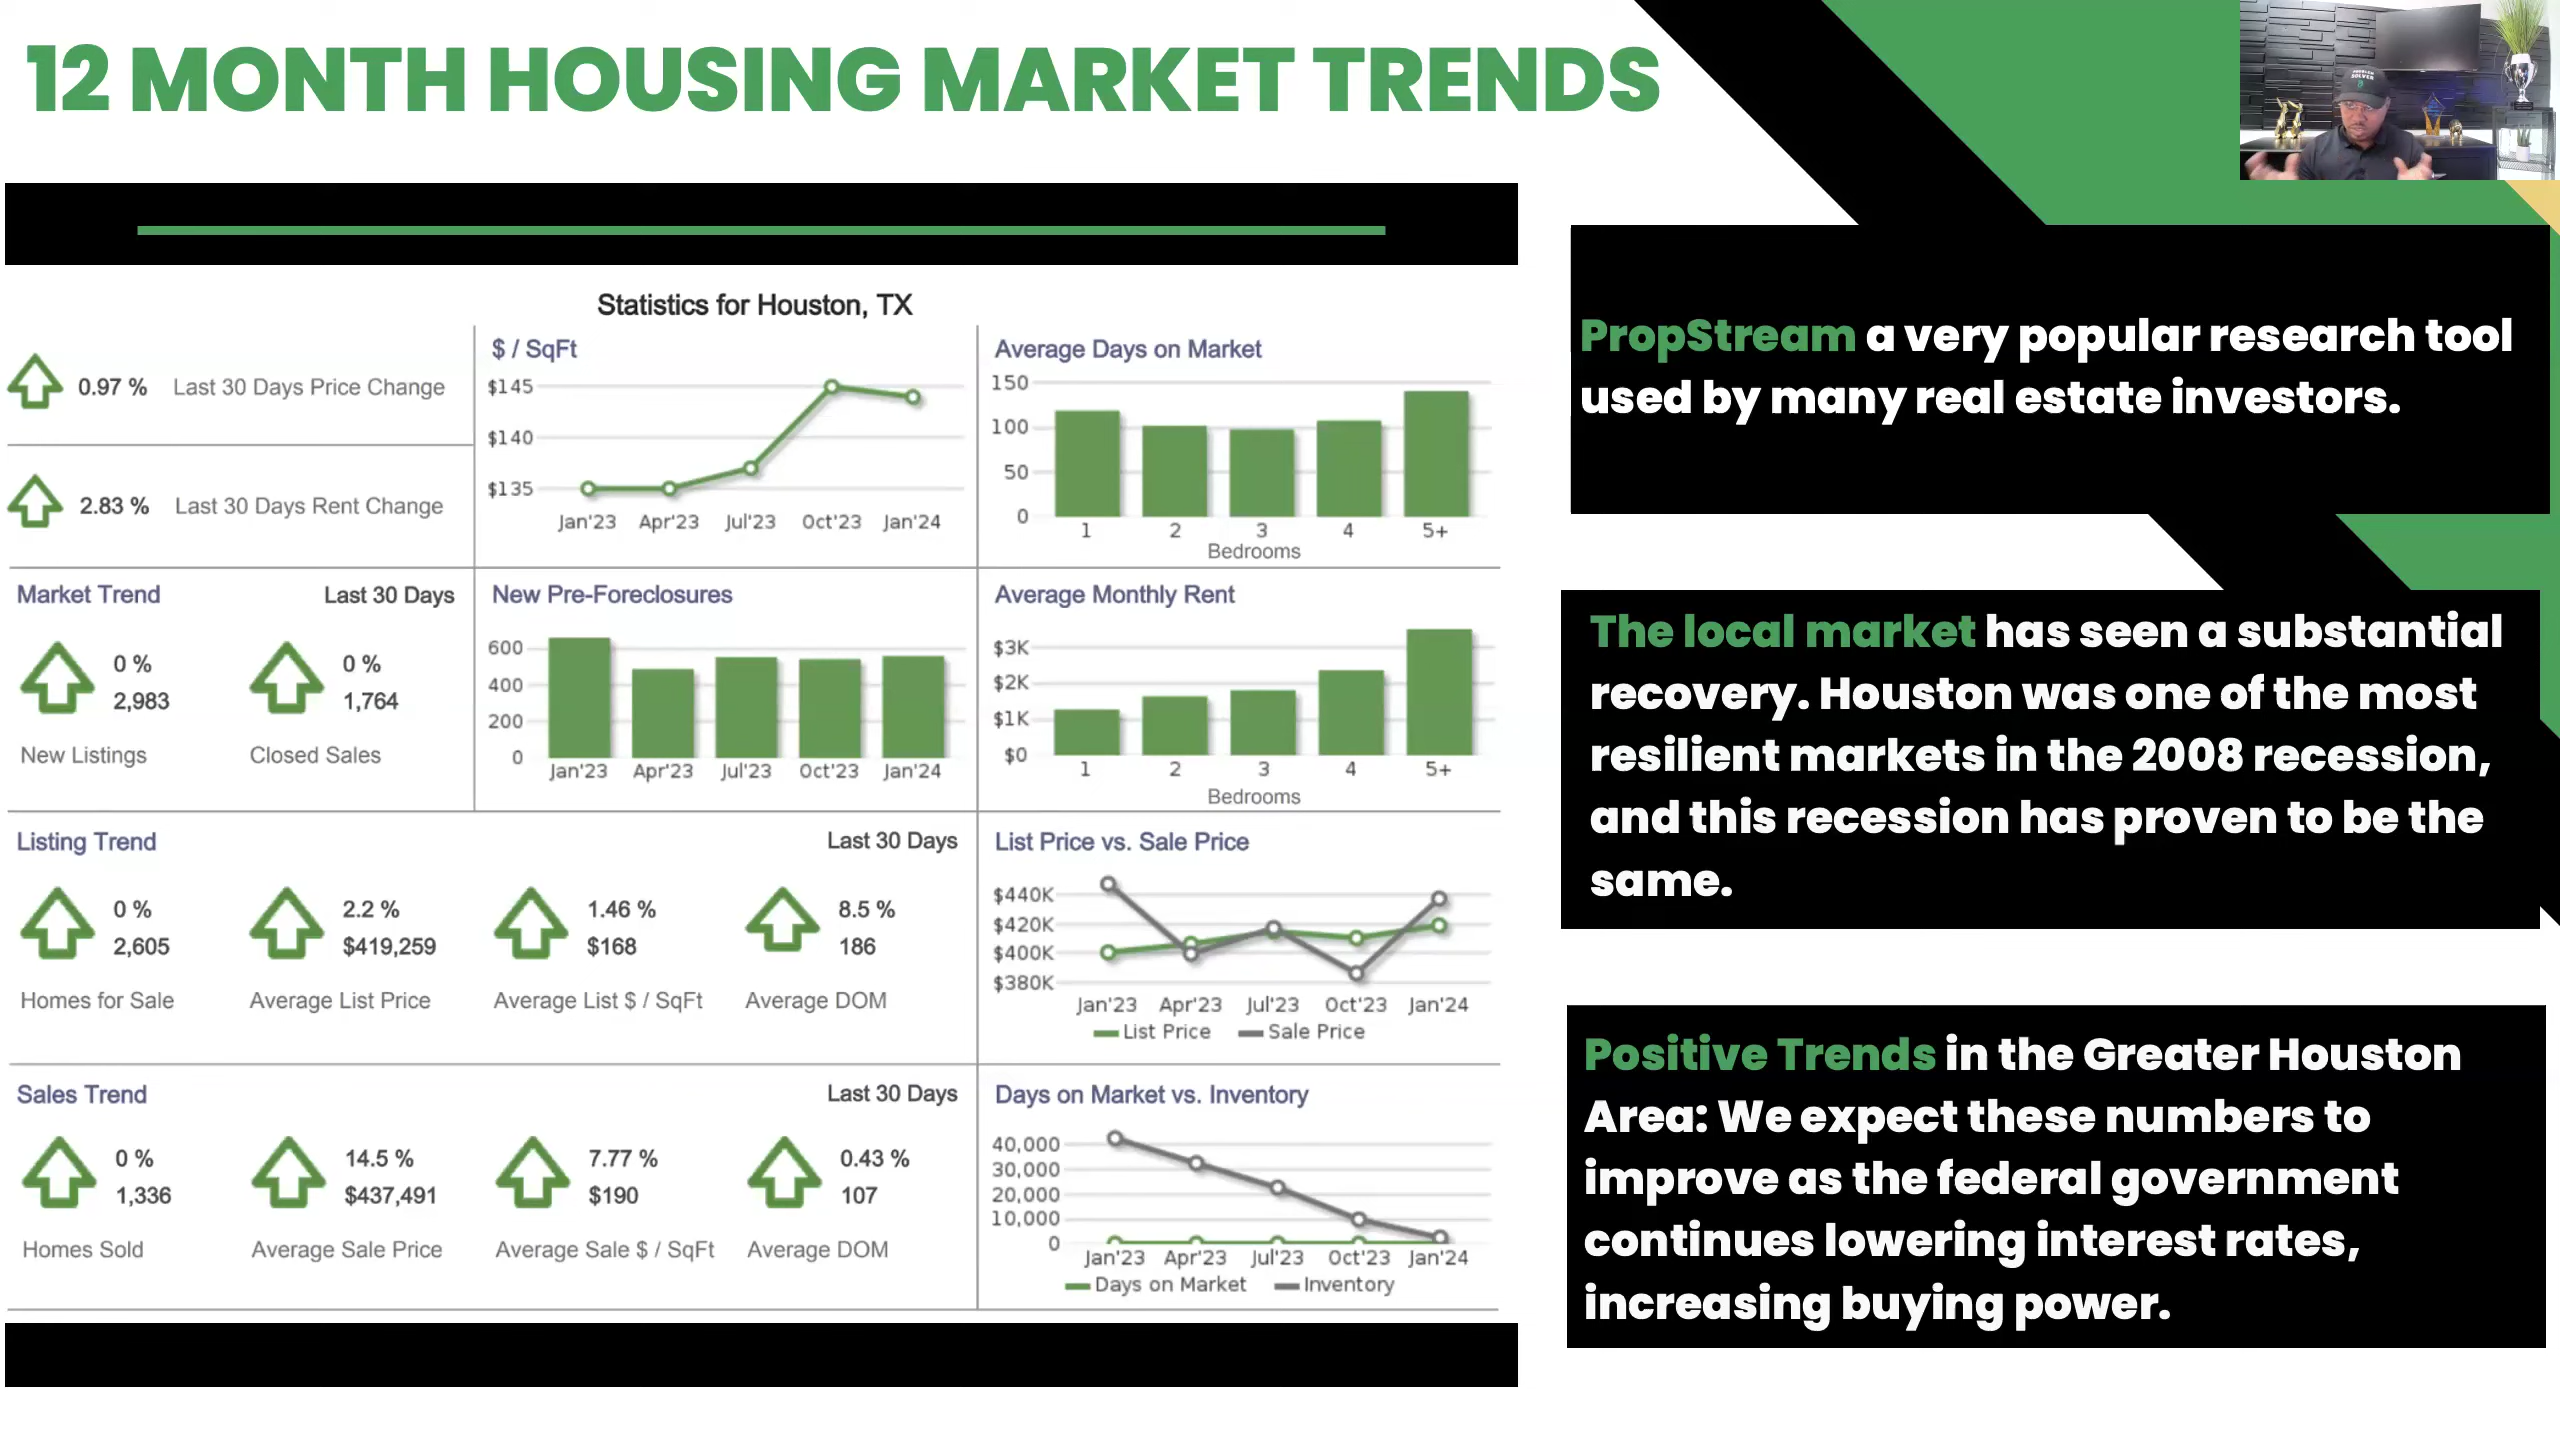 12 MONTH HOUSING MARKET TRENDS
Statistics for Houston, TX
0.97 % Last 30 Days Price Change
2.83 % Last 30 Days Rent Change
$ / SqFt
$145
$140
$135
Jan'23 Apr'23 Jul'23 Oct'23 Jan'24
Average Days on Market
150
100
50
0
1 2 3 4 5+
Bedrooms
Market Trend Last 30 Days
0 % 0 %
2,983 1,764
New Listings Closed Sales
New Pre-Foreclosures
600
400
200
0
Jan'23 Apr'23 Jul'23 Oct'23 Jan'24
Average Monthly Rent
$3K
$2K
$1K
$0
1 2 3 4 5+
Bedrooms
Listing Trend Last 30 Days
0 % 2.2 % 1.46 % 8.5 %
2,605 $419,259 $168 186
Homes for Sale Average List Price Average List $ / SqFt Average DOM
List Price vs. Sale Price
$440K
$420K
$400K
$380K
Jan'23 Apr'23 Jul'23 Oct'23 Jan'24
List Price Sale Price
Sales Trend Last 30 Days
0 % 14.5 % 7.77 % 0.43 %
1,336 $437,491 $190 107
Homes Sold Average Sale Price Average Sale $ / SqFt Average DOM
Days on Market vs. Inventory
40,000
30,000
20,000
10,000
0
Jan'23 Apr'23 Jul'23 Oct'23 Jan'24
Days on Market Inventory
PROBLEM
SOLVER
PropStream a very popular research tool
used by many real estate investors.
The local market has seen a substantial
recovery. Houston was one of the most
resilient markets in the 2008 recession,
and this recession has proven to be the
same.
Positive Trends in the Greater Houston
Area: We expect these numbers to
improve as the federal government
continues lowering interest rates,
increasing buying power.